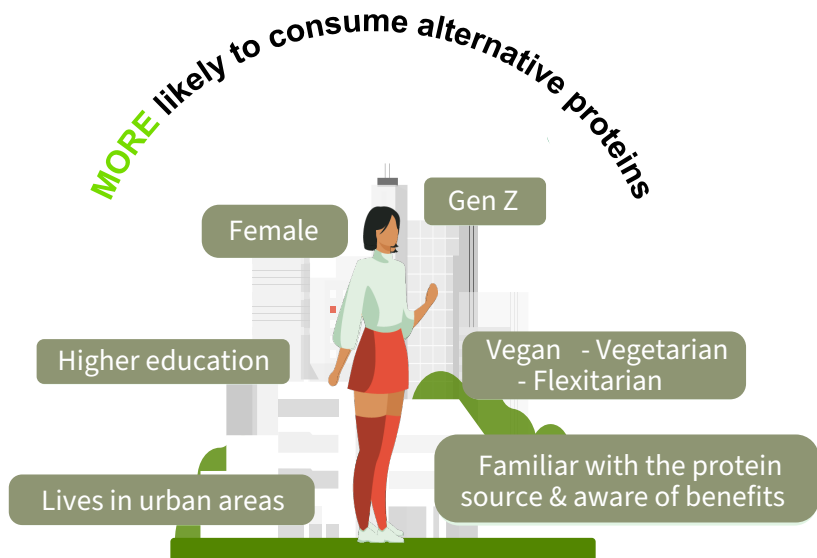 MORE likely to consume alternative proteins
Gen Z
Female
Higher education
Vegan - Vegetarian
- Flexitarian
Familiar with the protein
source & aware of benefits
Lives in urban areas